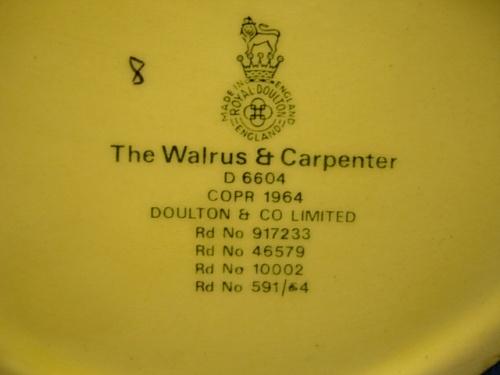 8
MADE IN ENGLAND
ROYAL DOULTON
ENGLAND
The Walrus & Carpenter
D 6604
COPR 1964
DOULTON & CO LIMITED
Rd No 917233
Rd No 46579
Rd No 10002
Rd No 591/64